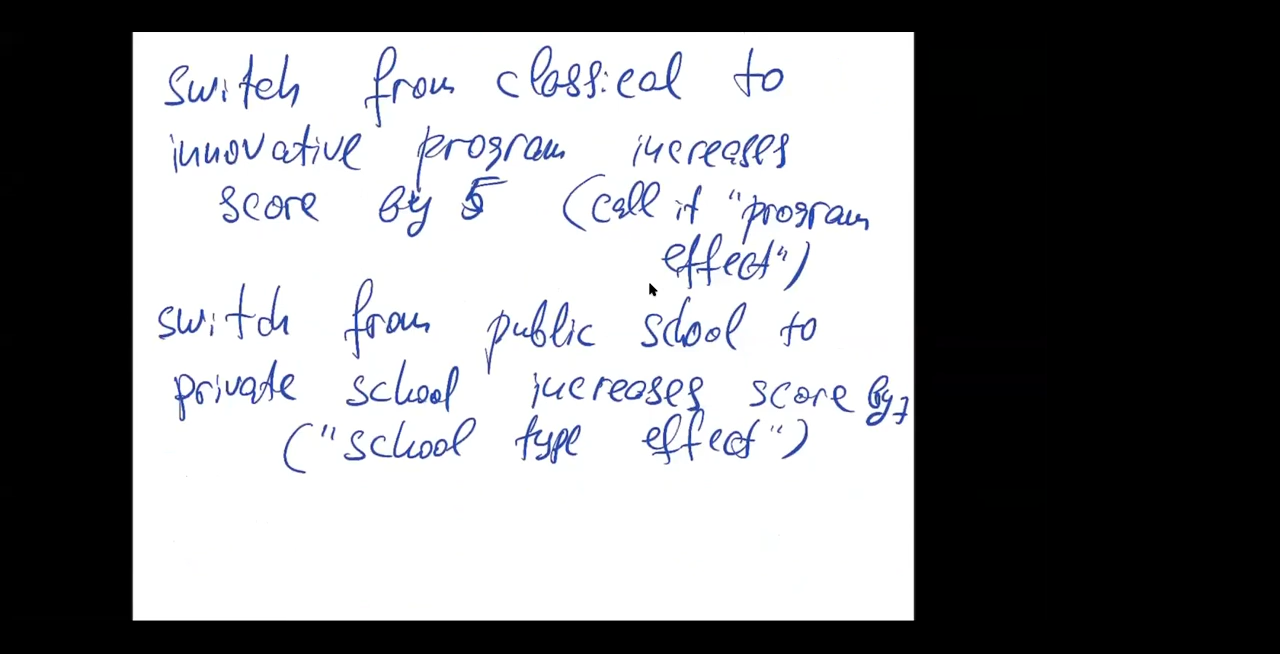 switch from classical to
innovative program increases
score by 5 (call it "program
effect")
switch from public school to
private school increases score by 7
("school type effect")